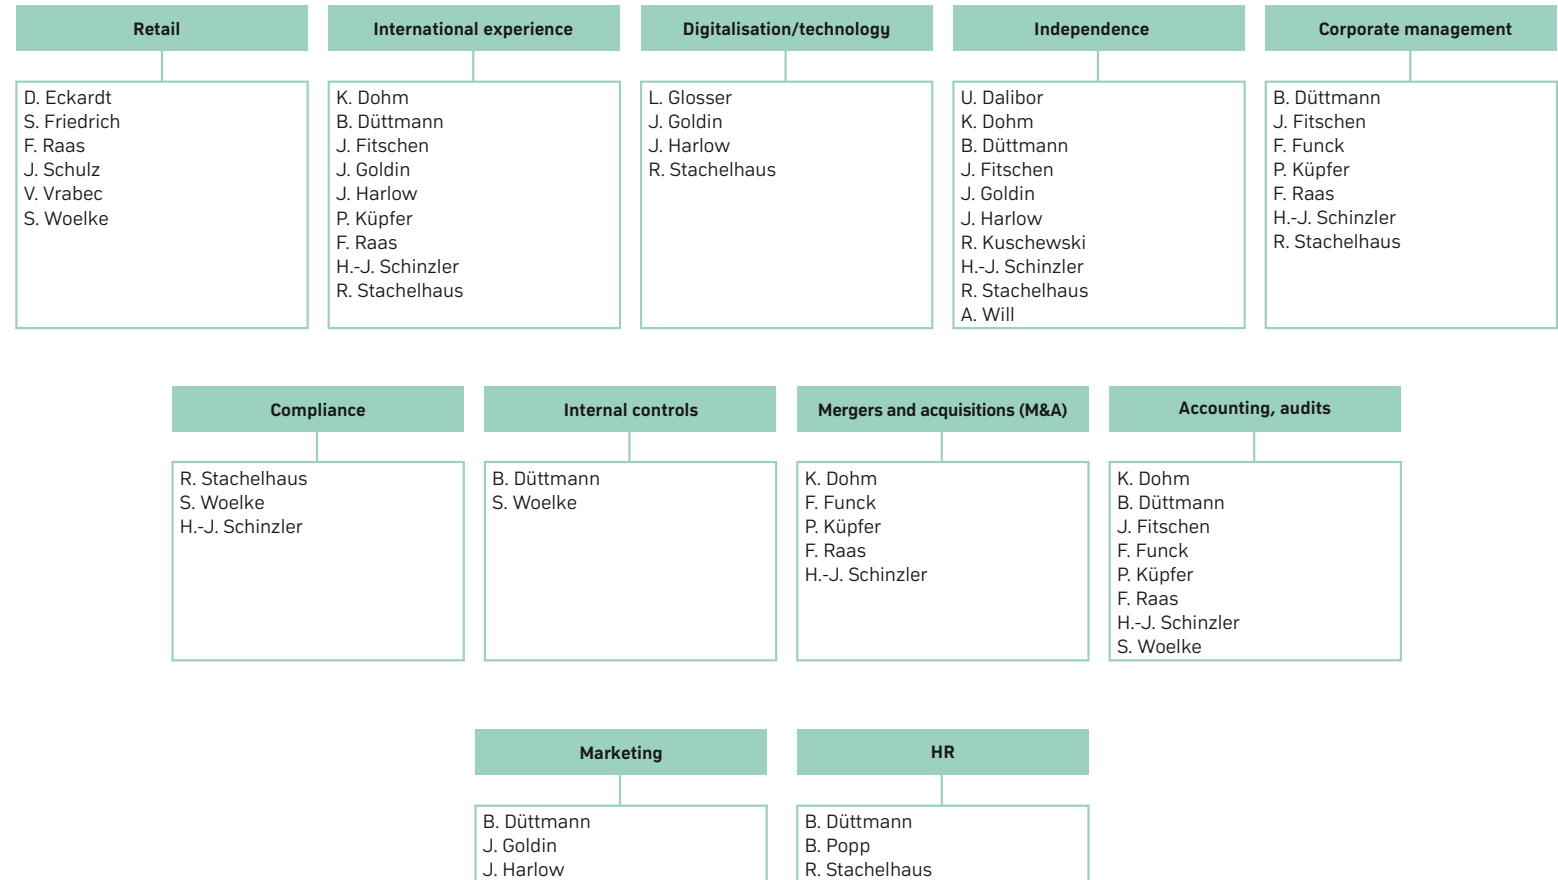 Retail
D. Eckardt
S. Friedrich
F. Raas
J. Schulz
V. Vrabec
S. Woelke
International experience
K. Dohm
B. Düttmann
J. Fitschen
J. Goldin
J. Harlow
P. Küpfer
F. Raas
H.-J. Schinzler
R. Stachelhaus
Digitalisation/technology
L. Glosser
J. Goldin
J. Harlow
R. Stachelhaus
Independence
U. Dalibor
K. Dohm
B. Düttmann
J. Fitschen
J. Goldin
J. Harlow
R. Kuschewski
H.-J. Schinzler
R. Stachelhaus
A. Will
Corporate management
B. Düttmann
J. Fitschen
F. Funck
P. Küpfer
F. Raas
H.-J. Schinzler
R. Stachelhaus
Compliance
R. Stachelhaus
S. Woelke
H.-J. Schinzler
Internal controls
B. Düttmann
S. Woelke
Mergers and acquisitions (M&A)
K. Dohm
F. Funck
P. Küpfer
F. Raas
H.-J. Schinzler
Accounting, audits
K. Dohm
B. Düttmann
J. Fitschen
F. Funck
P. Küpfer
F. Raas
H.-J. Schinzler
S. Woelke
Marketing
B. Düttmann
J. Goldin
J. Harlow
HR
B. Düttmann
B. Popp
R. Stachelhaus